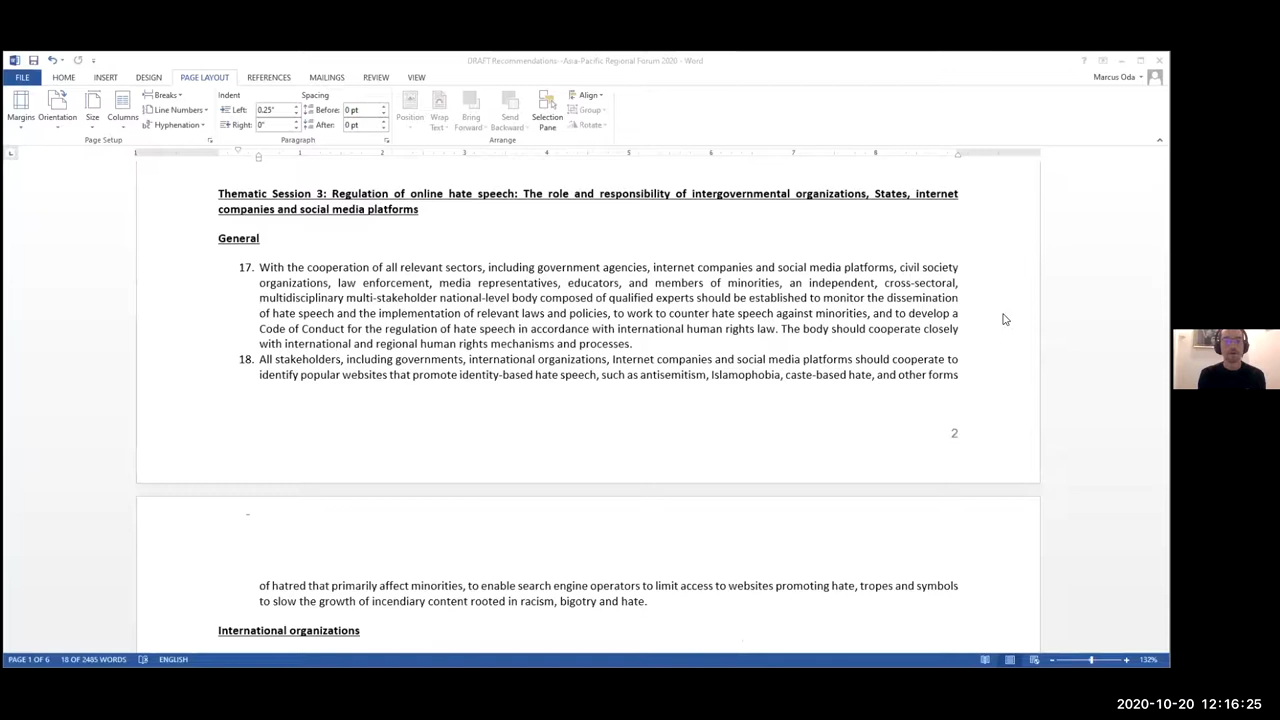 DRAFT Recommendations--Asia-Pacific Regional Forum 2020 - Word
FILE HOME INSERT DESIGN PAGE LAYOUT REFERENCES MAILINGS REVIEW VIEW Marcus Oda
Margins Orientation Size Columns Breaks Line Numbers Hyphenation
Page Setup
Indent Spacing
Left: 0.25" Before: 0 pt
Right: 0" After: 0 pt
Paragraph
Position Wrap Text Bring Forward Send Backward Selection Pane Align Group Rotate
Arrange
1 1 2 3 4 5 6 7 8
Thematic Session 3: Regulation of online hate speech: The role and responsibility of intergovernmental organizations, States, internet
companies and social media platforms
General
17. With the cooperation of all relevant sectors, including government agencies, internet companies and social media platforms, civil society
organizations, law enforcement, media representatives, educators, and members of minorities, an independent, cross-sectoral,
multidisciplinary multi-stakeholder national-level body composed of qualified experts should be established to monitor the dissemination
of hate speech and the implementation of relevant laws and policies, to work to counter hate speech against minorities, and to develop a
Code of Conduct for the regulation of hate speech in accordance with international human rights law. The body should cooperate closely
with international and regional human rights mechanisms and processes.
18. All stakeholders, including governments, international organizations, Internet companies and social media platforms should cooperate to
identify popular websites that promote identity-based hate speech, such as antisemitism, Islamophobia, caste-based hate, and other forms
2
of hatred that primarily affect minorities, to enable search engine operators to limit access to websites promoting hate, tropes and symbols
to slow the growth of incendiary content rooted in racism, bigotry and hate.
International organizations
PAGE 1 OF 6 18 OF 2485 WORDS ENGLISH 132%
2020-10-20 12:16:25